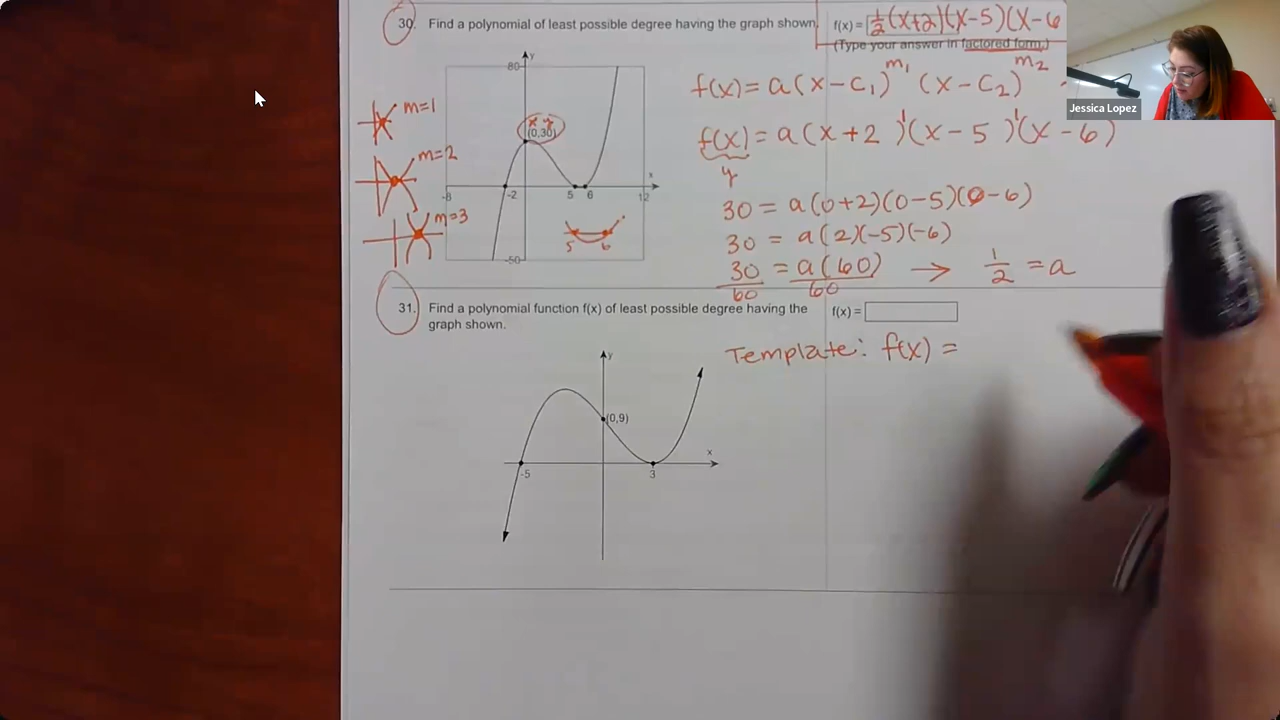 30. Find a polynomial of least possible degree having the graph shown.
f(x) = 1/2 (x+2)(x-5)(x-6
(Type your answer in factored form.)
80
y
x y
(0,30)
x
-8
-2
5 6
12
-50
m=1
m=2
m=3
5 6
f(x) = a(x-c₁)^m₁ (x-c₂)^m₂
f(x) = a(x+2)^1(x-5)^1(x-6)
y
30 = a(0+2)(0-5)(0-6)
30 = a(2)(-5)(-6)
30 = a(60) → 1/2 = a
60 60
Jessica Lopez
31. Find a polynomial function f(x) of least possible degree having the
graph shown.
f(x) =
Template: f(x) =
y
(0,9)
x
-5
3